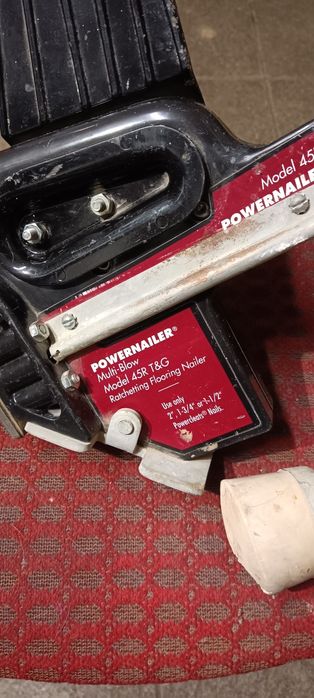 Model 45
POWERNAILER
POWERNAILER®
Multi-Blow
Model 45R T&G
Ratchetting Flooring Nailer
Use only
2", 1-3/4" or 1-1/2"
Powercleats® Nails.